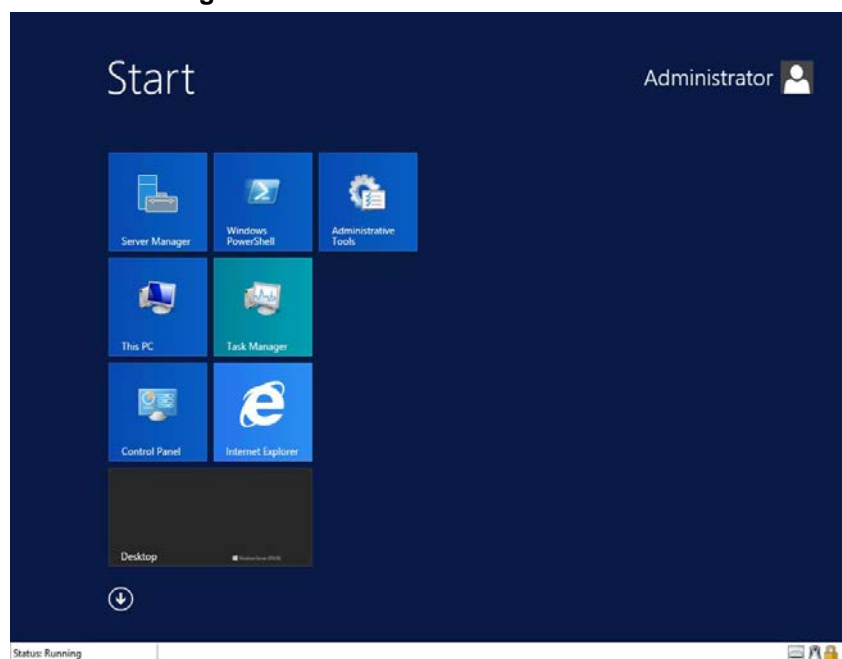 Start
Administrator
Server Manager
Windows
PowerShell
Administrative
Tools
This PC
Task Manager
Control Panel
Internet Explorer
Desktop
Status: Running